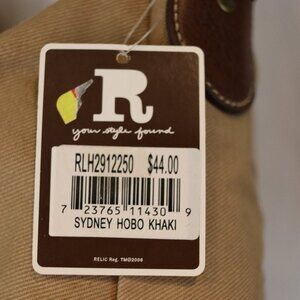 R
your style found
RLH2912250 $44.00
7 23765 11430 9
SYDNEY HOBO KHAKI
RELIC Reg. TM@2006